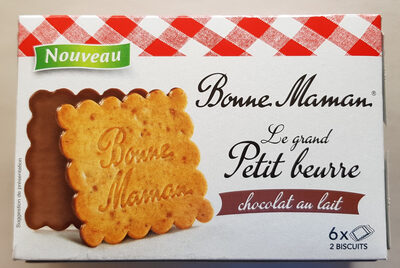 Nouveau
Bonne Maman®
Le grand
Petit beurre
chocolat au lait
Bonne
Maman
6x
2 BISCUITS
Suggestion de présentation